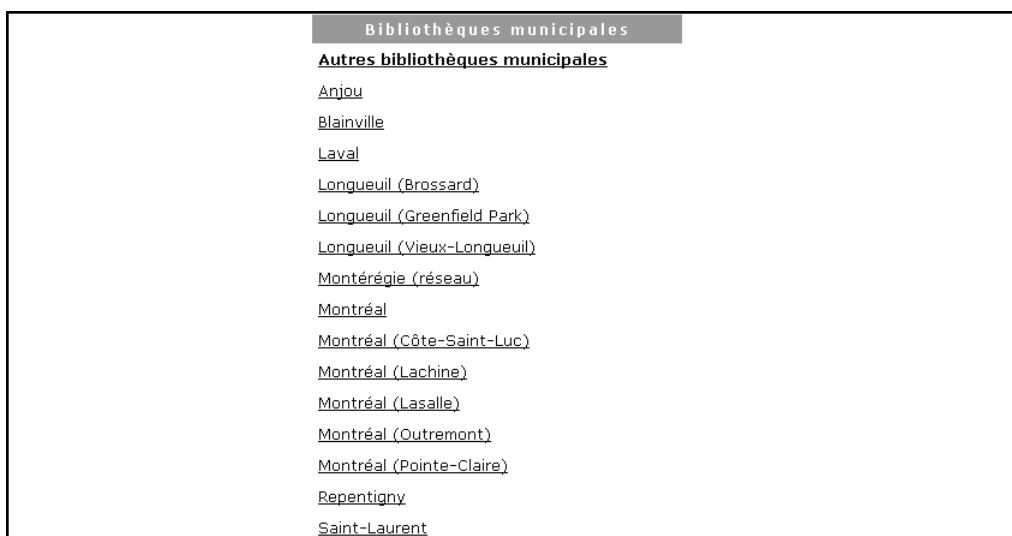 Bibliothèques municipales
Autres bibliothèques municipales
Anjou
Blainville
Laval
Longueuil (Brossard)
Longueuil (Greenfield Park)
Longueuil (Vieux-Longueuil)
Montérégie (réseau)
Montréal
Montréal (Côte-Saint-Luc)
Montréal (Lachine)
Montréal (Lasalle)
Montréal (Outremont)
Montréal (Pointe-Claire)
Repentigny
Saint-Laurent